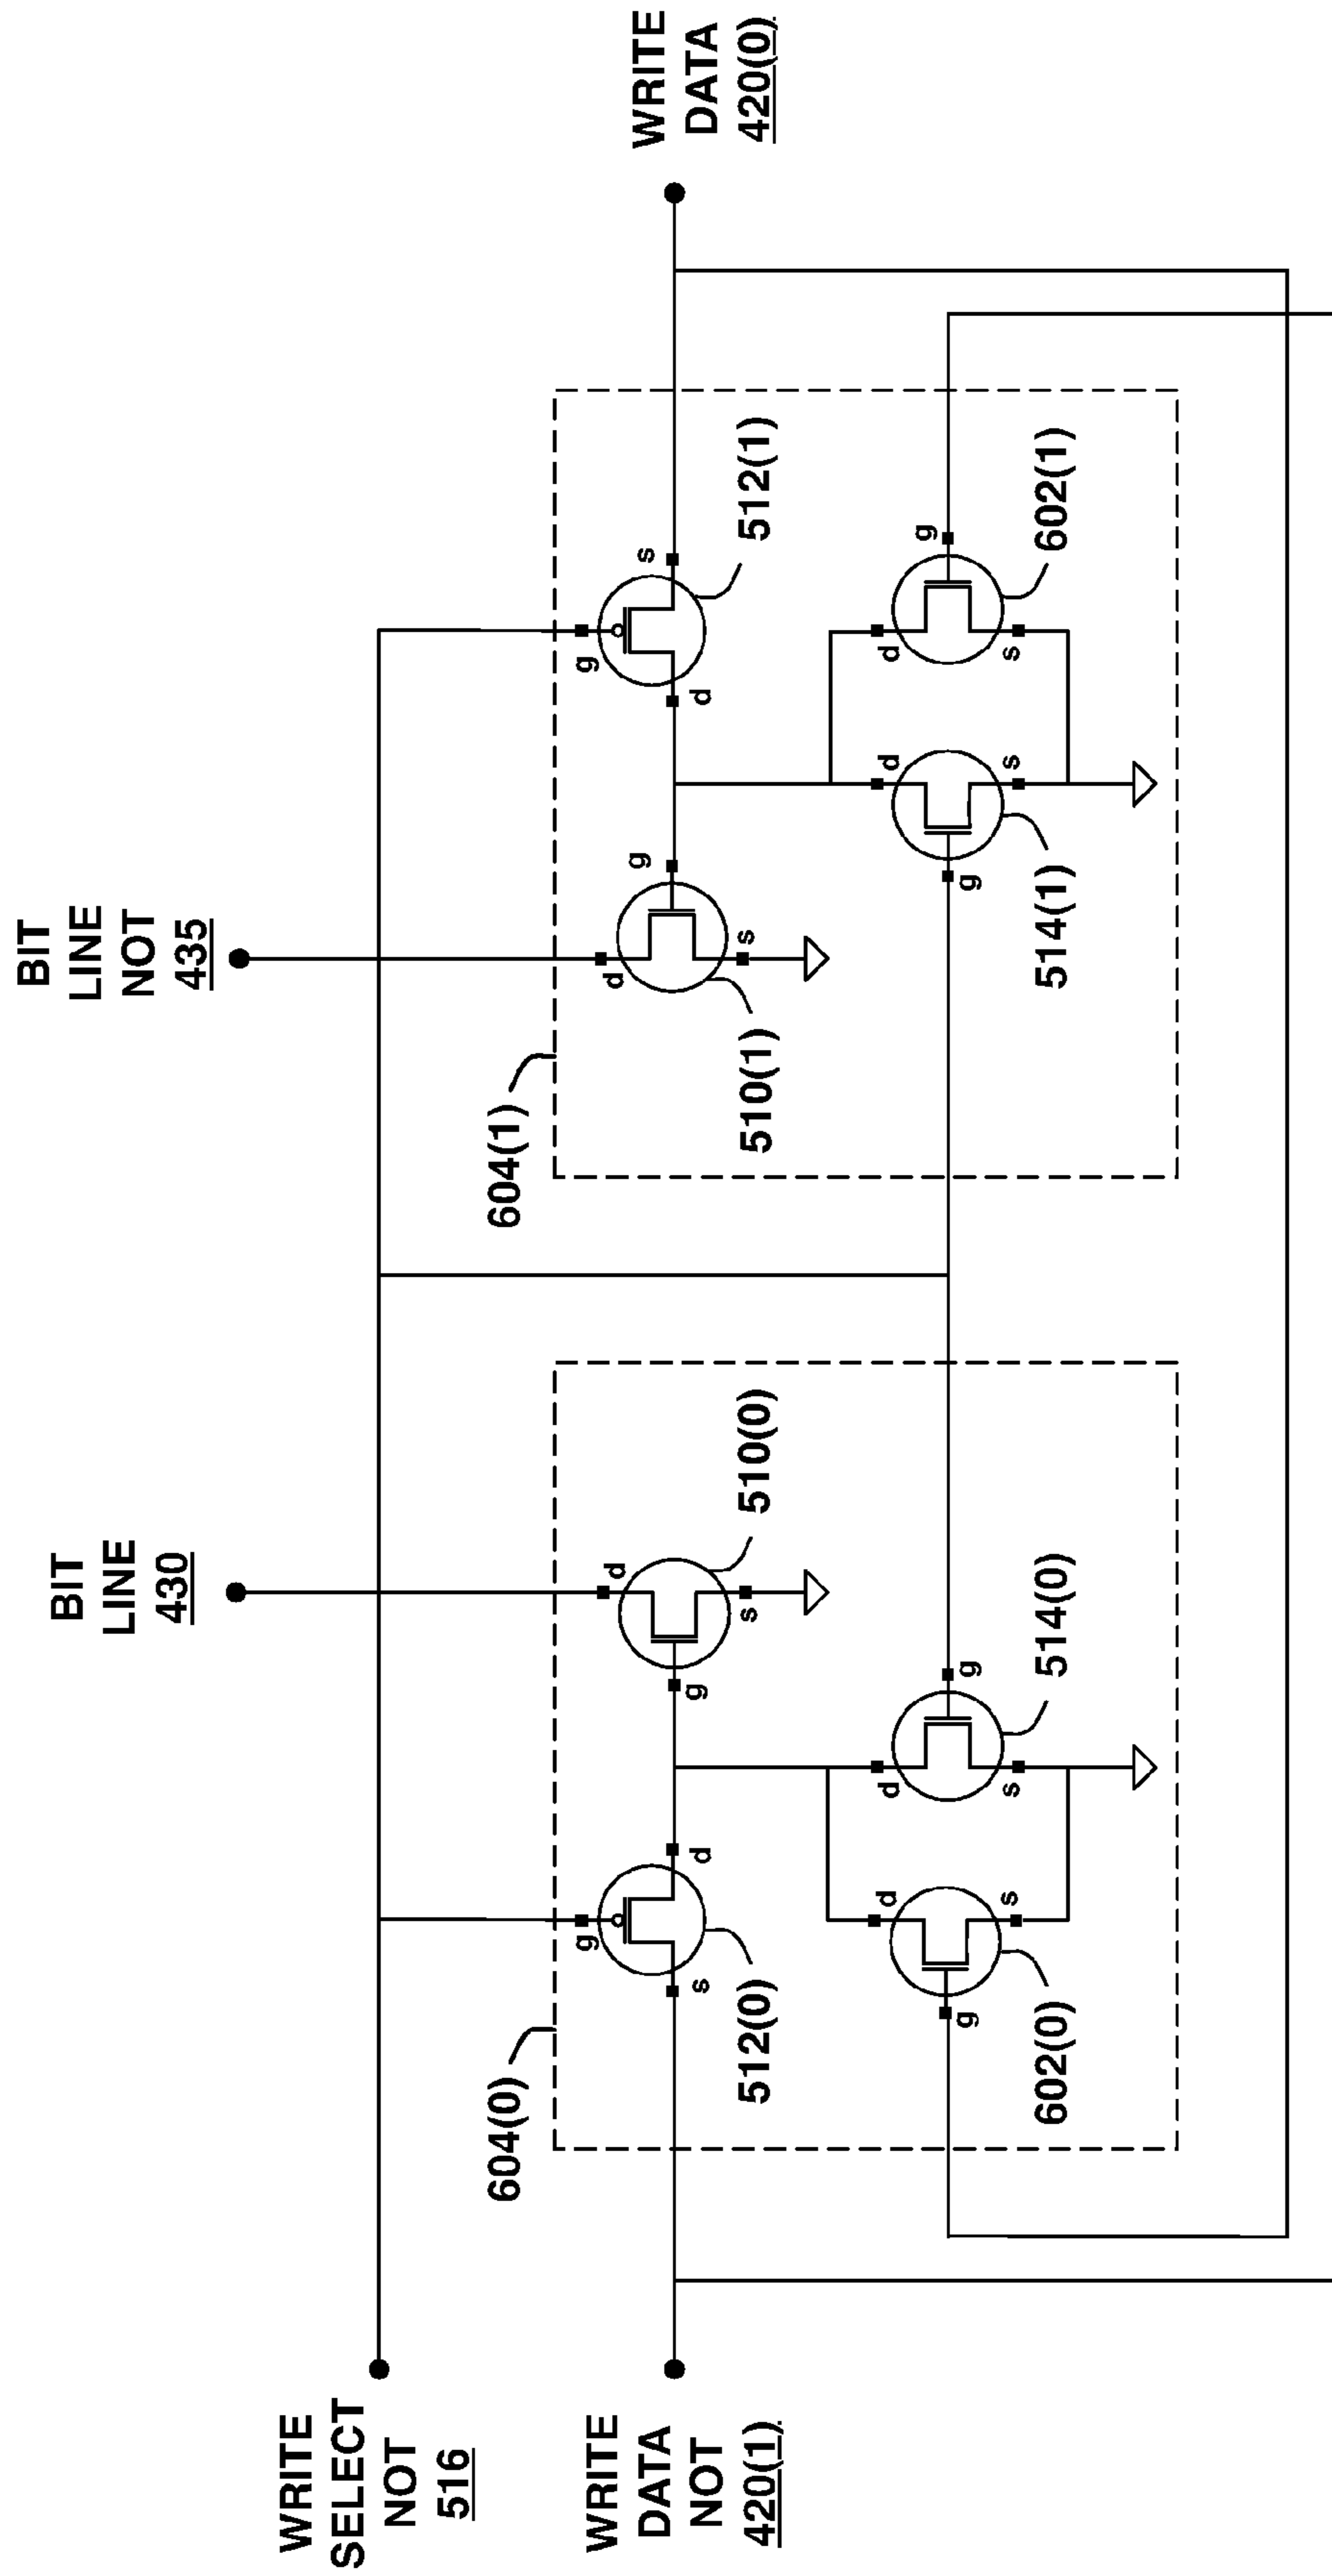 BIT
LINE
430
BIT
LINE
NOT
435
WRITE
SELECT
NOT
516
WRITE
DATA
NOT
420(1)
WRITE
DATA
420(0)
604(0)
g
s
d
512(0)
d
g
s
510(0)
d
g
s
602(0)
d
g
s
514(0)
604(1)
d
g
s
510(1)
g
d
s
512(1)
d
g
s
514(1)
d
g
s
602(1)